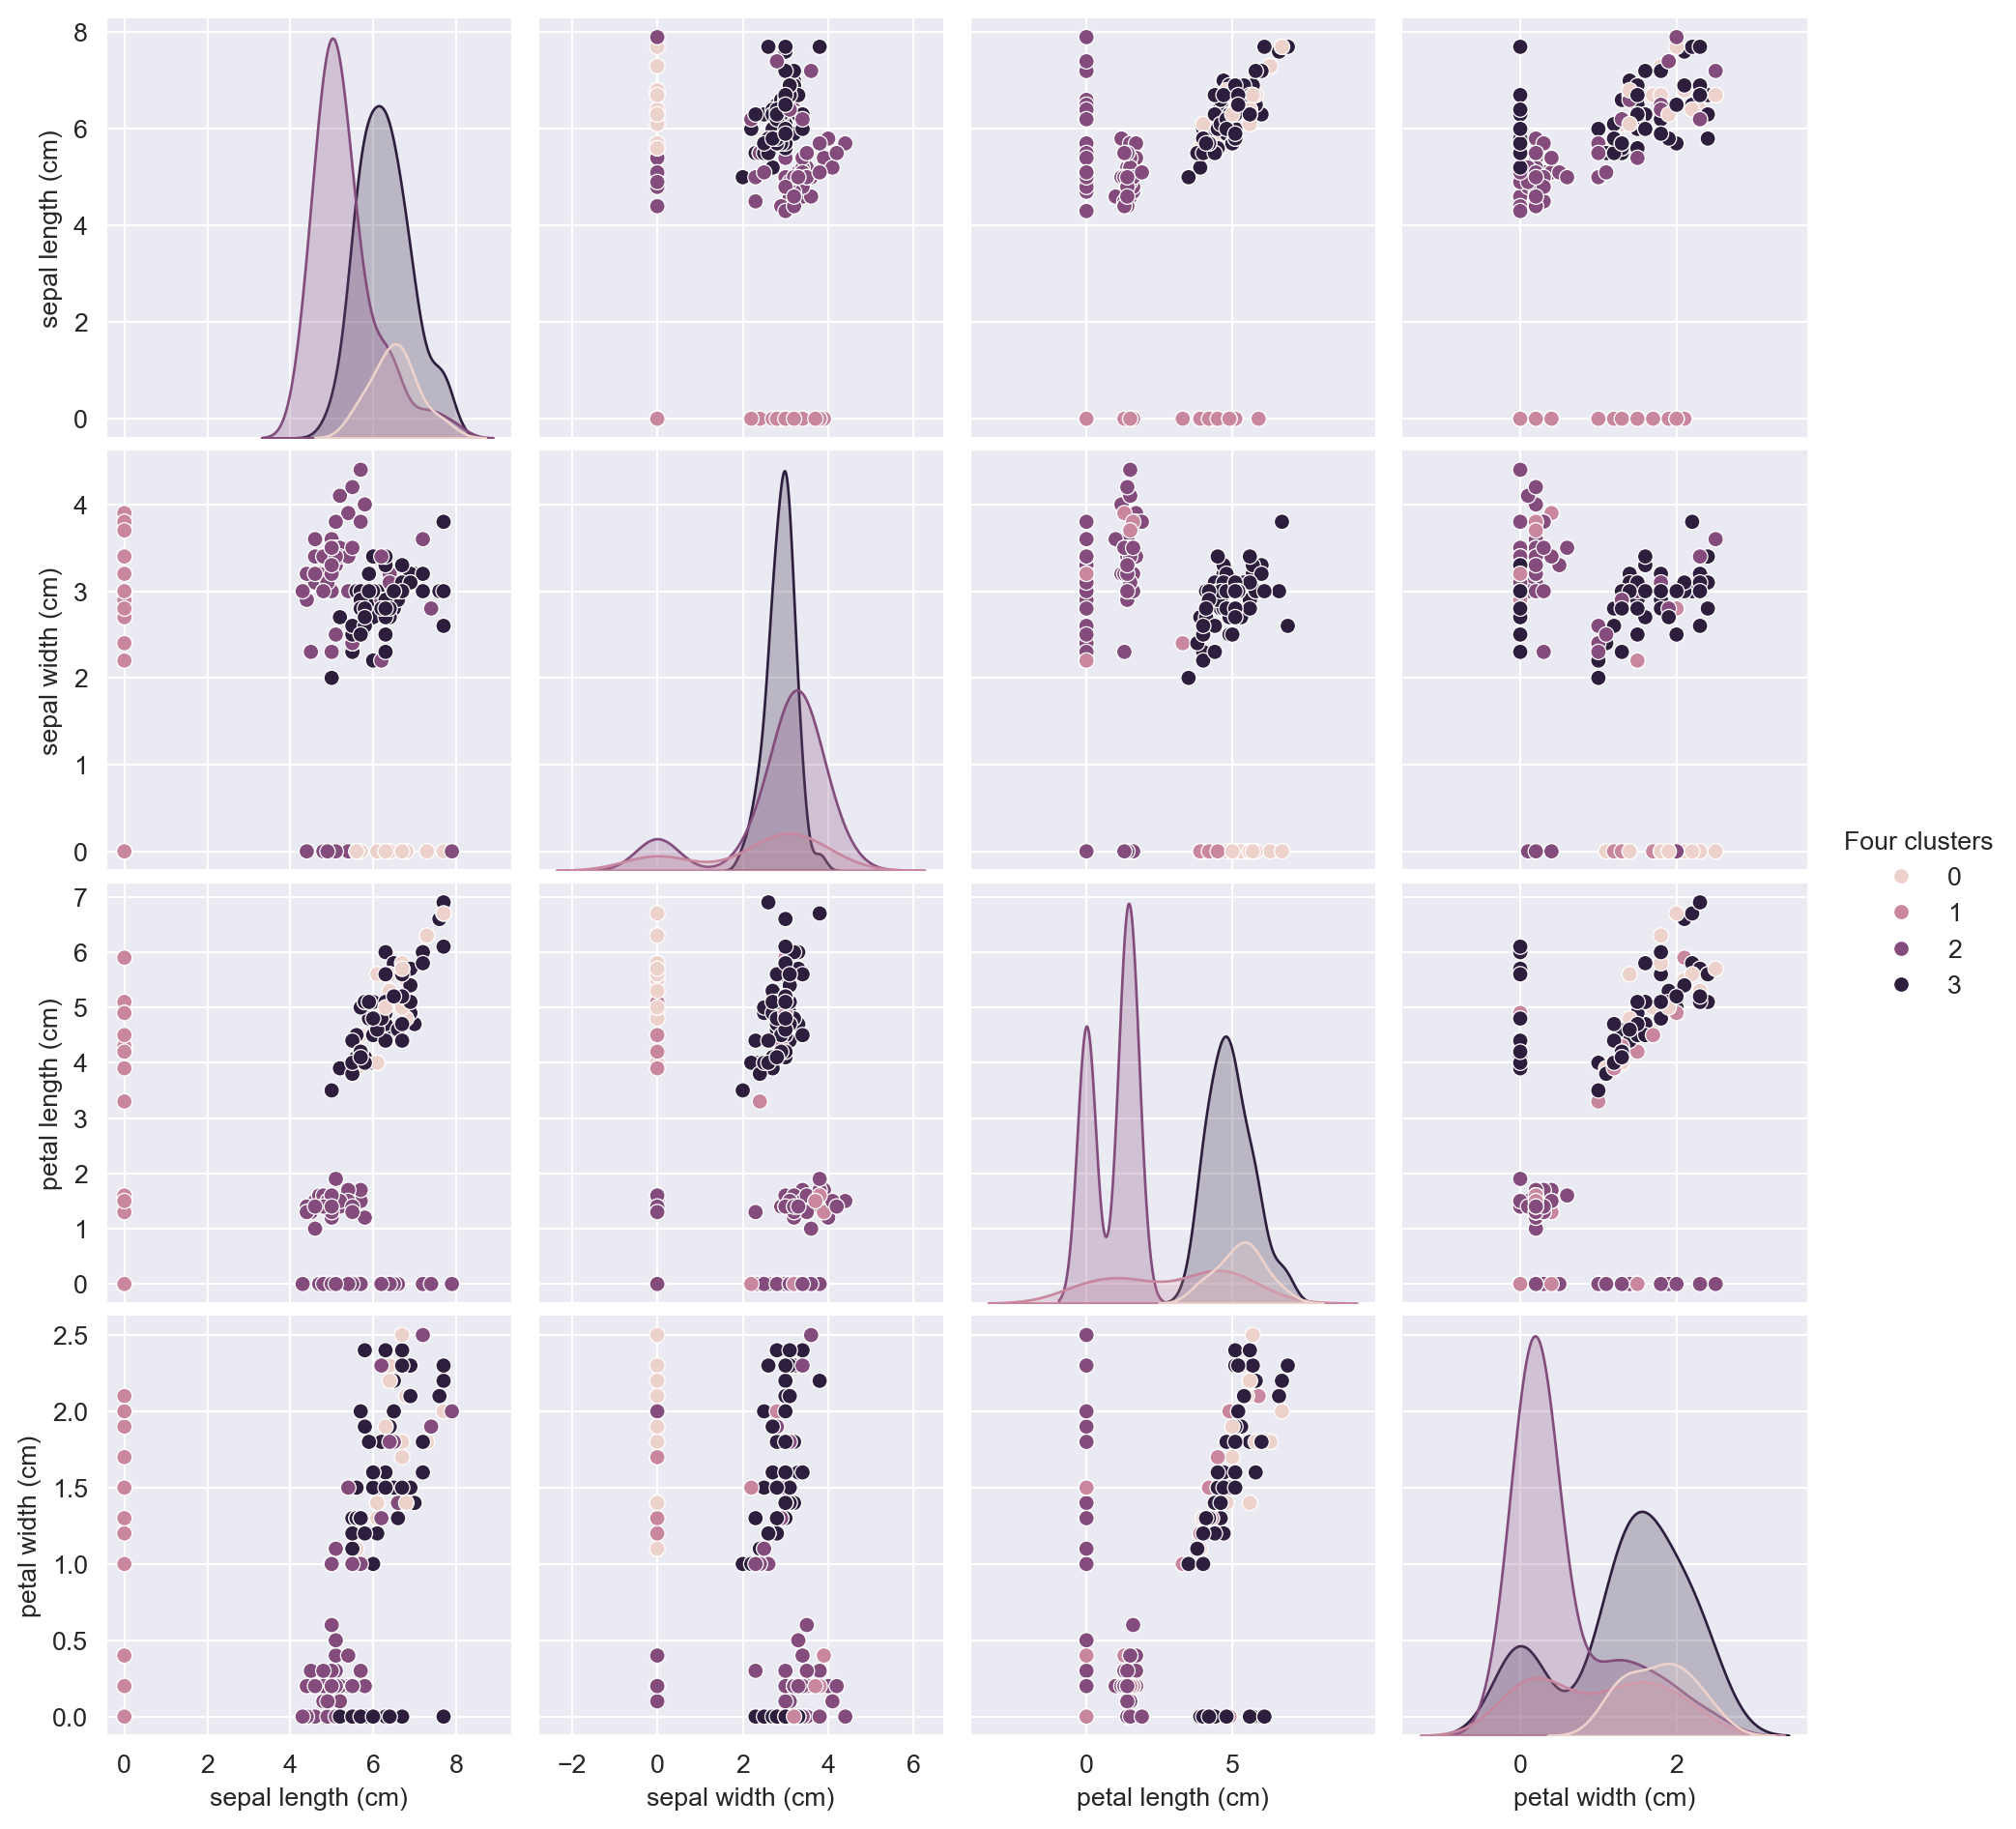 8
6
4
2
0
sepal length (cm)
4
3
2
1
0
sepal width (cm)
Four clusters
0
1
2
3
7
6
5
4
3
2
1
0
petal length (cm)
2.5
2.0
1.5
1.0
0.5
0.0
petal width (cm)
0 2 4 6 8
−2 0 2 4 6
0 5
0 2
sepal length (cm)
sepal width (cm)
petal length (cm)
petal width (cm)